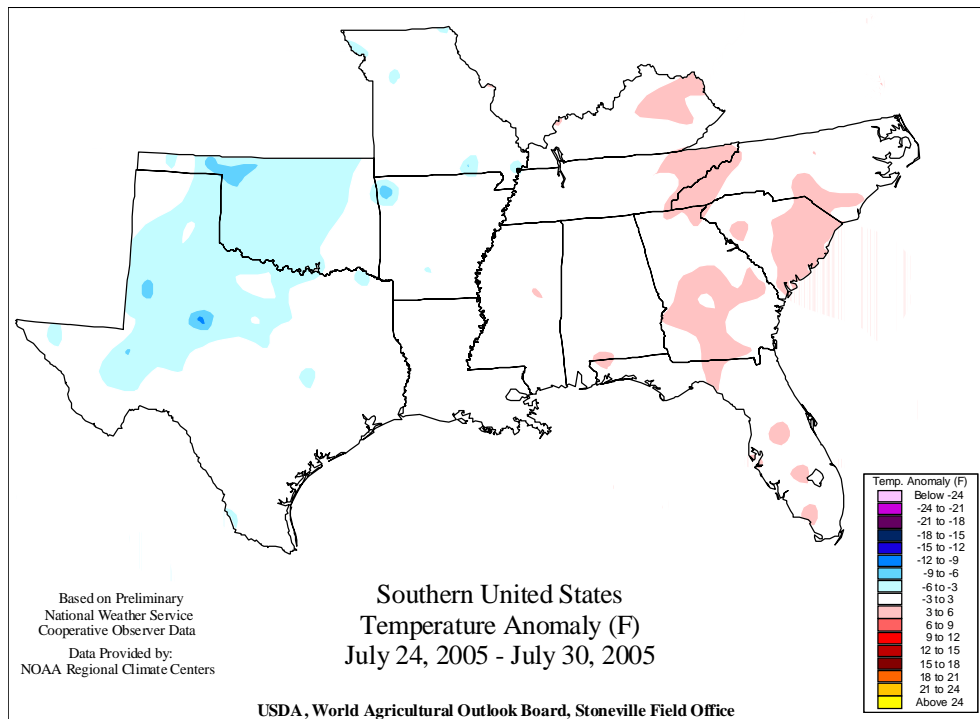 Temp. Anomaly (F)
Below -24
-24 to -21
-21 to -18
-18 to -15
-15 to -12
-12 to -9
-9 to -6
-6 to -3
-3 to 3
3 to 6
6 to 9
9 to 12
12 to 15
15 to 18
18 to 21
21 to 24
Above 24
Based on Preliminary
National Weather Service
Cooperative Observer Data
Data Provided by:
NOAA Regional Climate Centers
Southern United States
Temperature Anomaly (F)
July 24, 2005 - July 30, 2005
USDA, World Agricultural Outlook Board, Stoneville Field Office